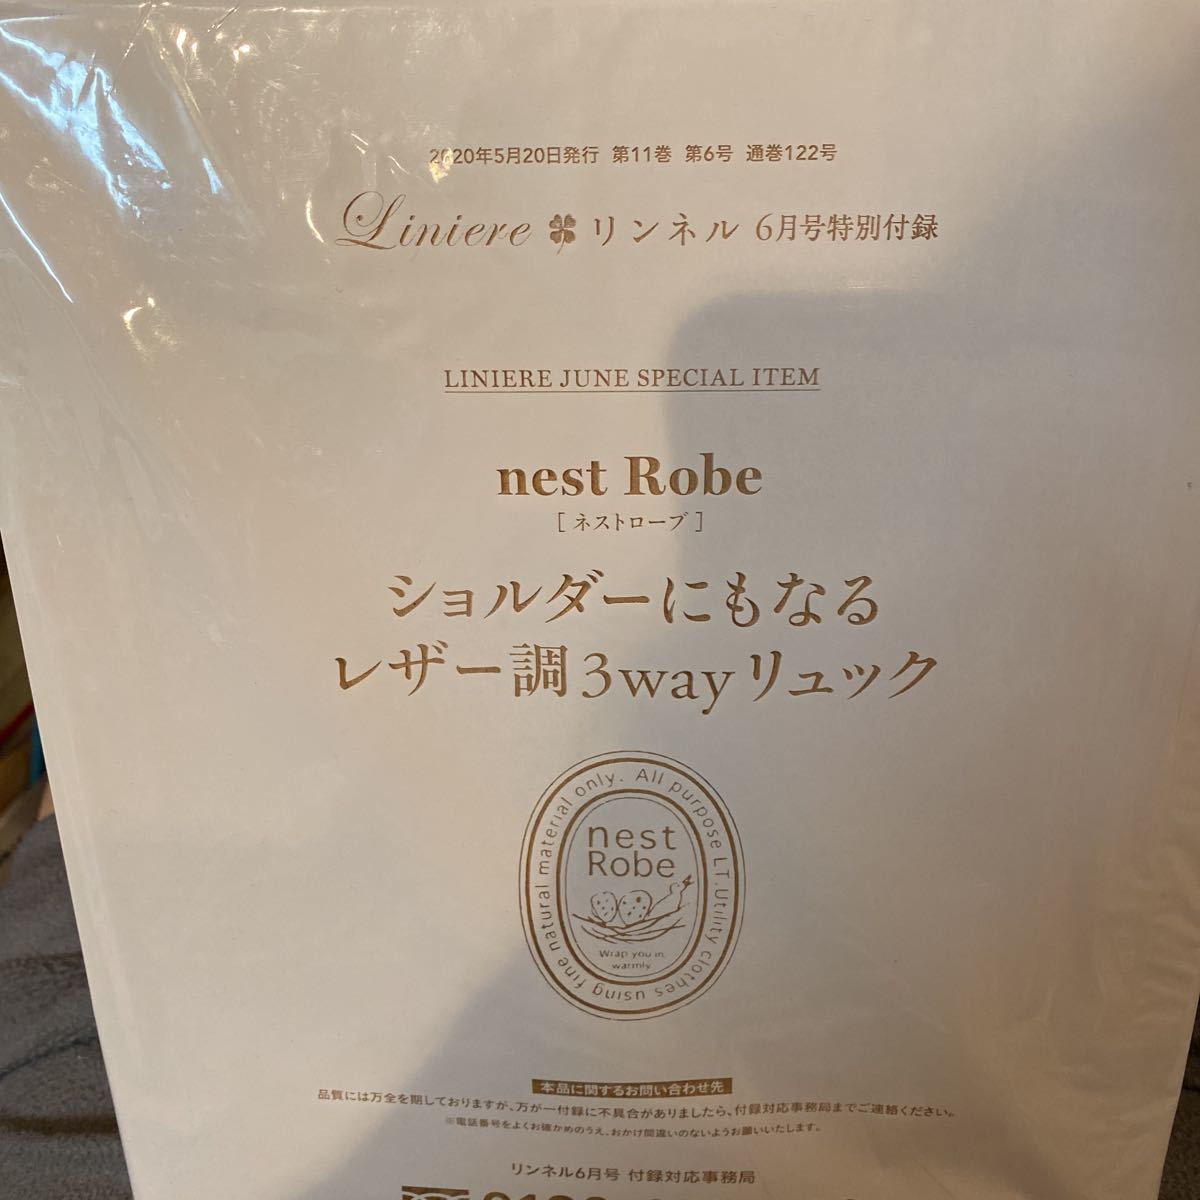 2020年5月20日発行 第11巻 第6号 通巻122号
Liniere リンネル 6月号特別付録
LINIERE JUNE SPECIAL ITEM
nest Robe
[ネストローブ]
ショルダーにもなる
レザー調3wayリュック
All purpose LT.Utility clothes using fine natural material only.
nest
Robe
Wrap you in
warmly
本品に関するお問い合わせ先
品質には万全を期しておりますが、万が一付録に不具合がありましたら、付録対応事務局までご連絡ください。
※電話番号をよくお確かめのうえ、おかけ間違いのないようお願いいたします。
リンネル6月号 付録対応事務局